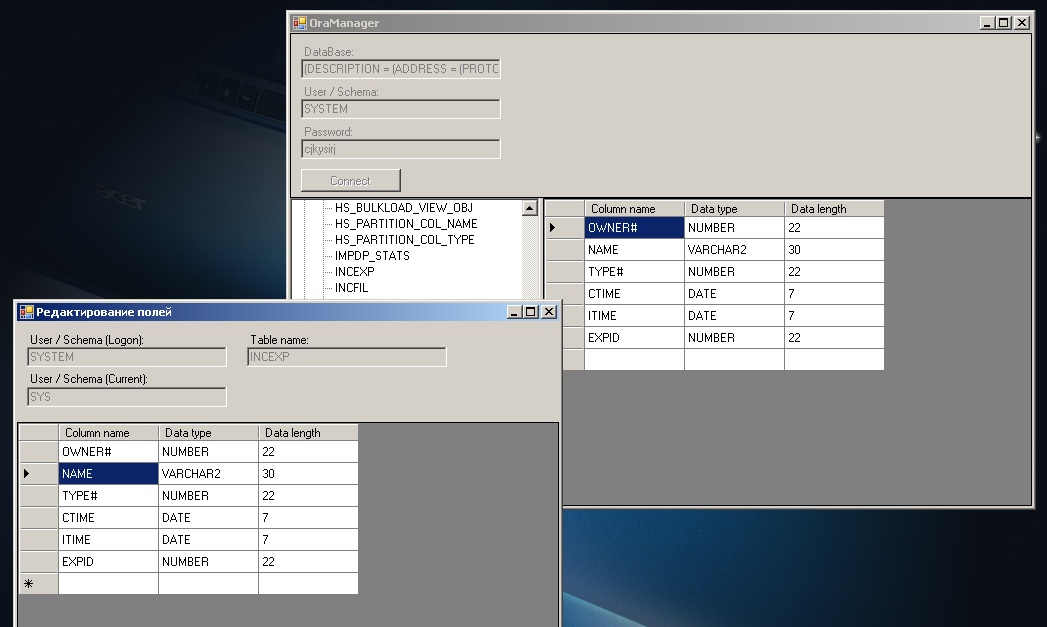 OraManager
DataBase:
(DESCRIPTION = (ADDRESS = (PROTC
User / Schema:
SYSTEM
Password:
cjkysirj
Connect
acer
HS_BULKLOAD_VIEW_OBJ
HS_PARTITION_COL_NAME
HS_PARTITION_COL_TYPE
IMPDP_STATS
INCEXP
INCFIL
Column name Data type Data length
OWNER# NUMBER 22
NAME VARCHAR2 30
TYPE# NUMBER 22
CTIME DATE 7
ITIME DATE 7
EXPID NUMBER 22
Редактирование полей
User / Schema (Logon): Table name:
SYSTEM INCEXP
User / Schema (Current):
SYS
Column name Data type Data length
OWNER# NUMBER 22
NAME VARCHAR2 30
TYPE# NUMBER 22
CTIME DATE 7
ITIME DATE 7
EXPID NUMBER 22